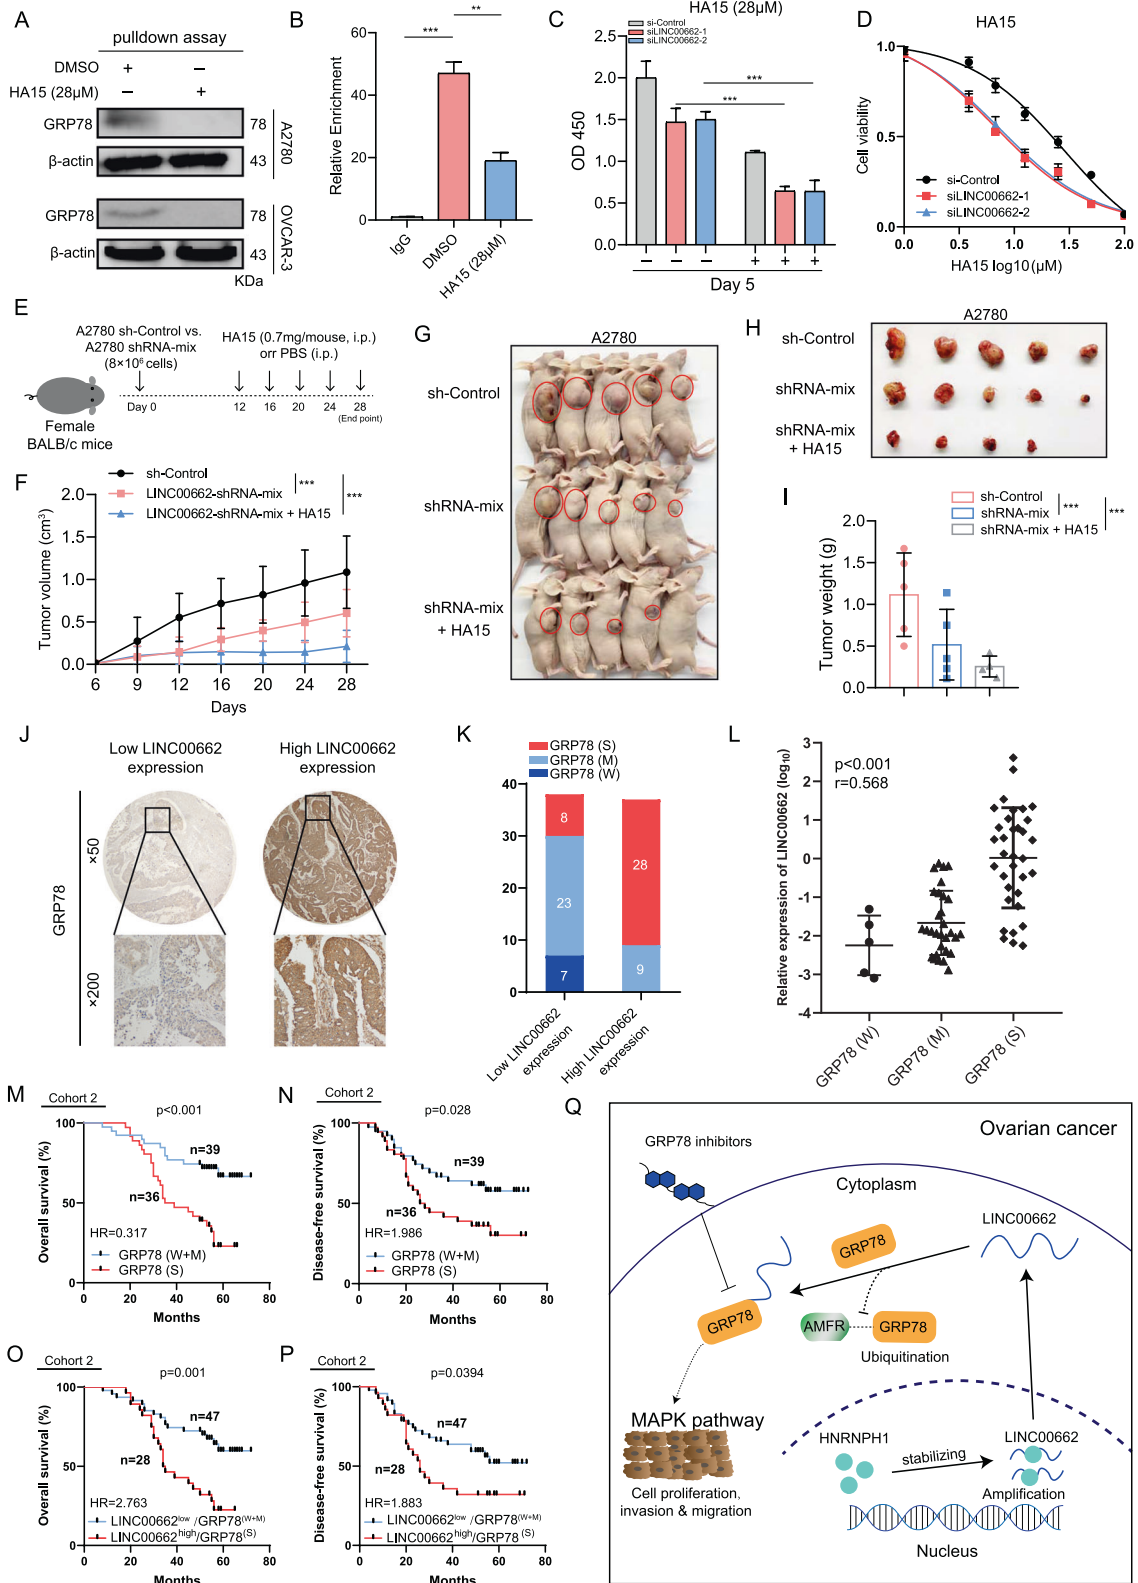 A
pulldown assay
DMSO + –
HA15 (28μM) – +
GRP78 78
β-actin 43
A2780
GRP78 78
β-actin 43
OVCAR-3
KDa
B
***
**
Relative Enrichment
60
40
20
0
IgG
DMSO
HA15 (28μM)
C
HA15 (28μM)
si-Control
siLINC00662-1
siLINC00662-2
***
***
OD 450
2.5
2.0
1.5
1.0
0.5
0.0
– – – + + +
Day 5
D
HA15
Cell viability
1.0
0.5
0.0
si-Control
siLINC00662-1
siLINC00662-2
0.0 0.5 1.0 1.5 2.0
HA15 log10 (μM)
E
A2780 sh-Control vs.
A2780 shRNA-mix
(8×10⁶ cells)
HA15 (0.7mg/mouse, i.p.)
orr PBS (i.p.)
Day 0 12 16 20 24 28
(End point)
Female
BALB/c mice
F
sh-Control
LINC00662-shRNA-mix
LINC00662-shRNA-mix + HA15
***
***
Tumor volume (cm³)
2.0
1.5
1.0
0.5
0.0
6 9 12 16 20 24 28
Days
G
A2780
sh-Control
shRNA-mix
shRNA-mix
+ HA15
H
A2780
sh-Control
shRNA-mix
shRNA-mix
+ HA15
I
sh-Control
shRNA-mix
shRNA-mix + HA15
***
***
Tumor weight (g)
2.0
1.5
1.0
0.5
0.0
J
Low LINC00662
expression
High LINC00662
expression
GRP78
×50
×200
K
GRP78 (S)
GRP78 (M)
GRP78 (W)
40
30
20
10
0
8
23
7
28
9
Low LINC00662
expression
High LINC00662
expression
L
p<0.001
r=0.568
Relative expression of LINC00662 (log₁₀)
3
2
1
0
-1
-2
-3
-4
GRP78 (W)
GRP78 (M)
GRP78 (S)
M
Cohort 2
p<0.001
Overall survival (%)
100
50
0
n=39
n=36
HR=0.317
GRP78 (W+M)
GRP78 (S)
0 20 40 60 80
Months
N
Cohort 2
p=0.028
Disease-free survival (%)
100
50
0
n=39
n=36
HR=1.986
GRP78 (W+M)
GRP78 (S)
0 20 40 60 80
Months
O
Cohort 2
p=0.001
Overall survival (%)
100
50
0
n=47
n=28
HR=2.763
LINC00662ˡᵒʷ /GRP78⁽ᵂ⁺ᴹ⁾
LINC00662ʰⁱᵍʰ/GRP78⁽ˢ⁾
0 20 40 60 80
Months
P
Cohort 2
p=0.0394
Disease-free survival (%)
100
50
0
n=47
n=28
HR=1.883
LINC00662ˡᵒʷ /GRP78⁽ᵂ⁺ᴹ⁾
LINC00662ʰⁱᵍʰ/GRP78⁽ˢ⁾
0 20 40 60 80
Months
Q
Ovarian cancer
GRP78 inhibitors
Cytoplasm
LINC00662
GRP78
GRP78
AMFR
GRP78
Ubiquitination
MAPK pathway
Cell proliferation,
invasion & migration
HNRNPH1
stabilizing
LINC00662
Amplification
Nucleus